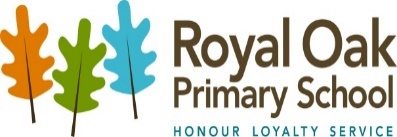 Royal Oak
Primary School
HONOUR LOYALTY SERVICE